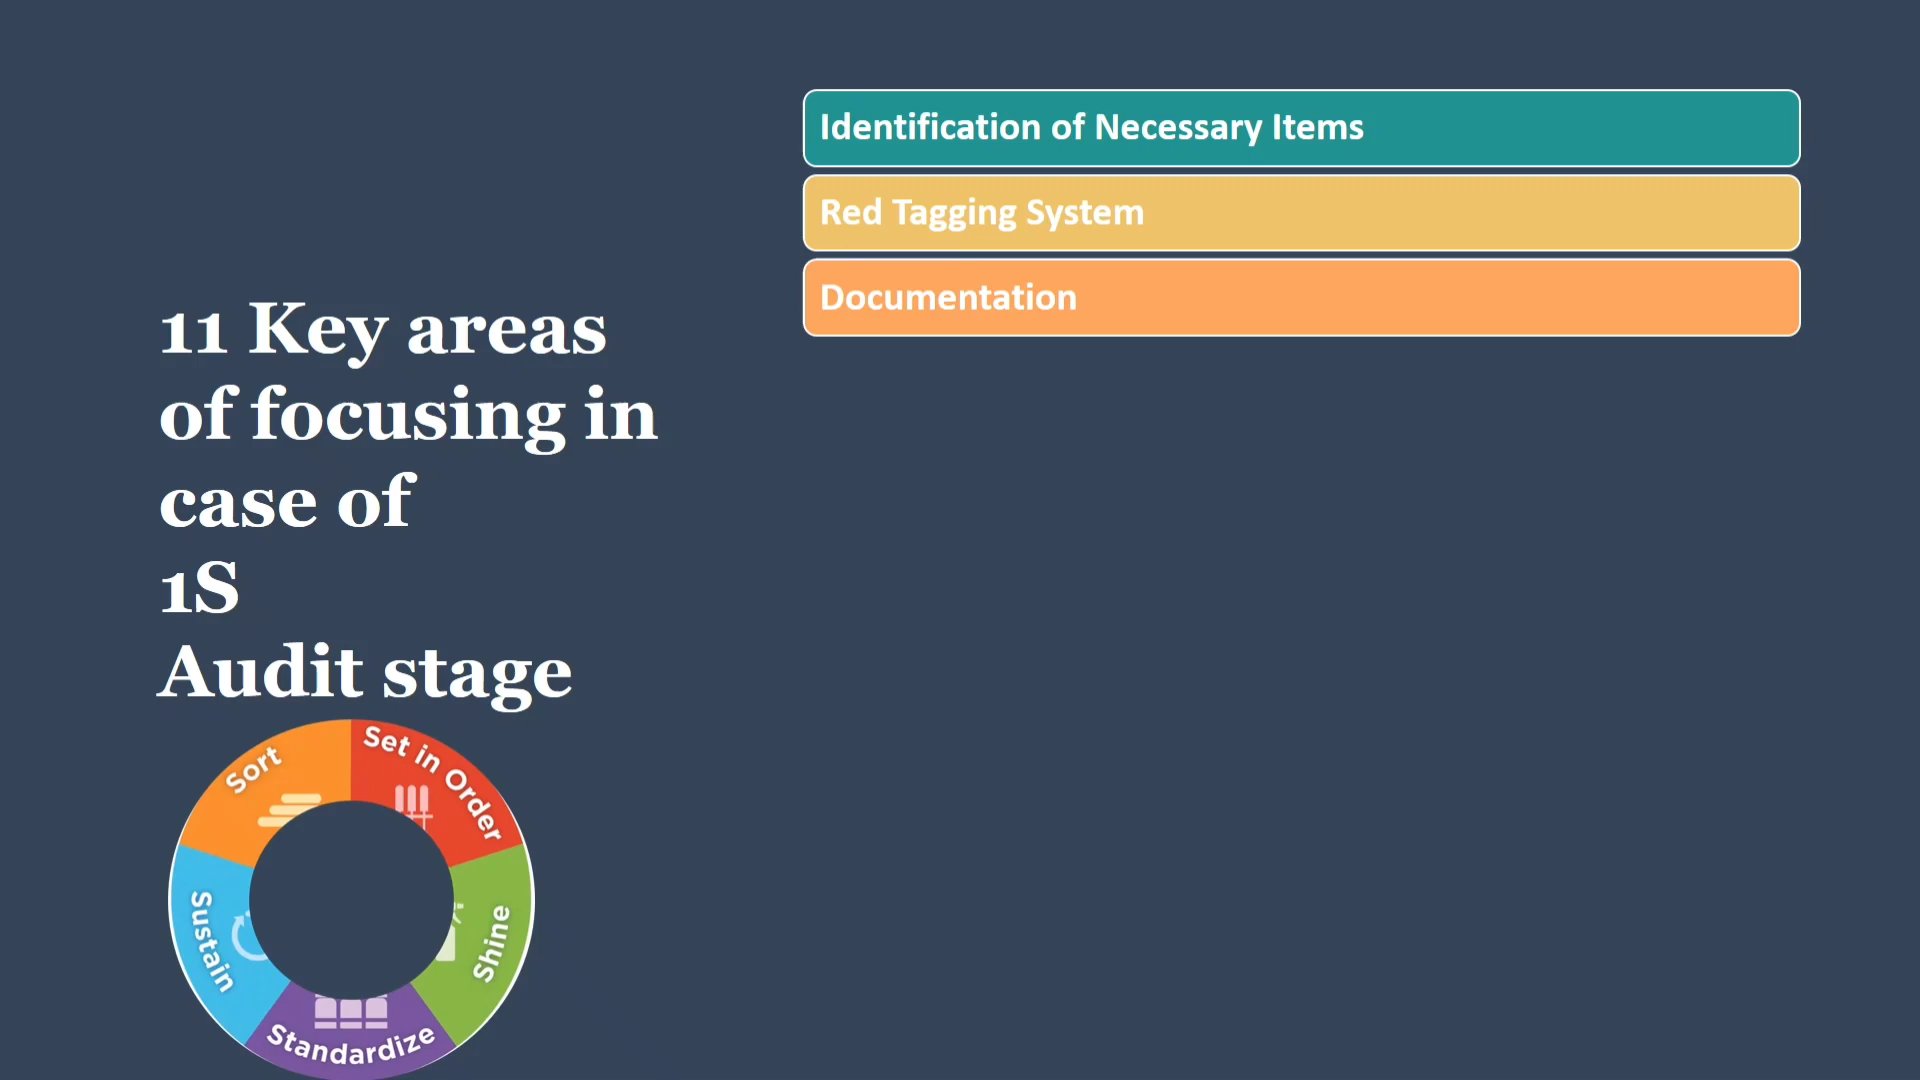 11 Key areas
of focusing in
case of
1S
Audit stage
Identification of Necessary Items
Red Tagging System
Documentation
Sort
Set in Order
Shine
Standardize
Sustain